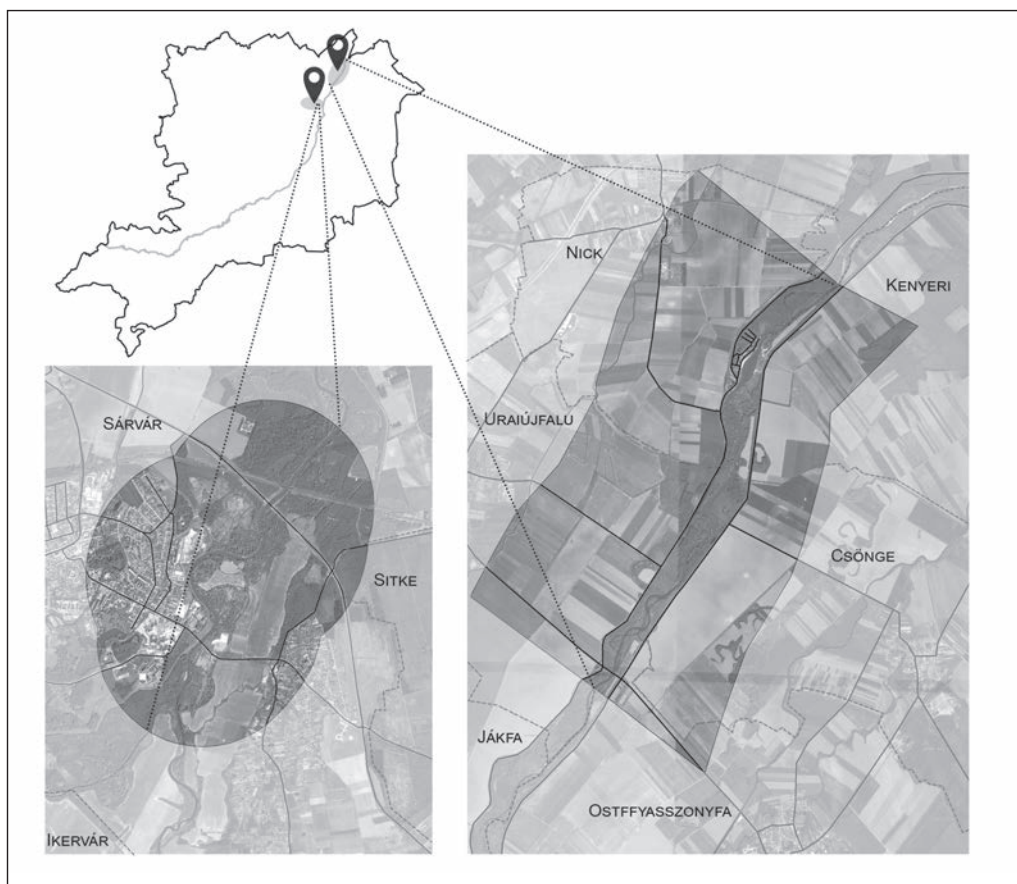 Nick
Kenyeri
Sárvár
Uraiújfalu
Csönge
Sitke
Jákfa
Ostffyasszonyfa
Ikervár